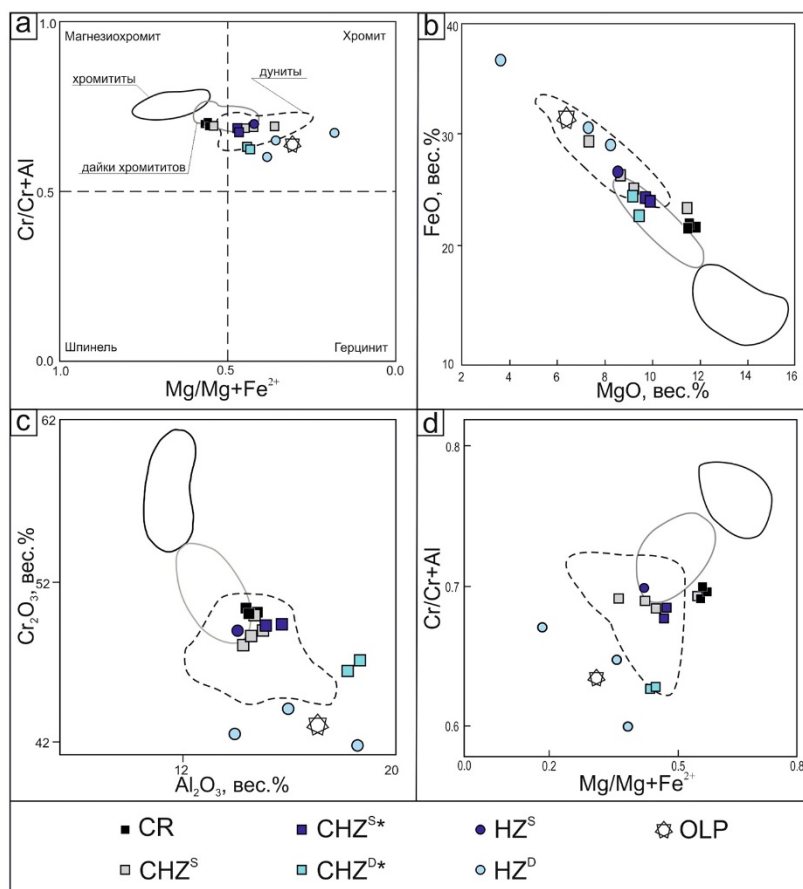 a
1.0
Магнезиохромит
Хромит
хромититы
дуниты
дайки хромититов
0.5
Cr/Cr+Al
Шпинель
Герцинит
0.0
1.0
0.5
0.0
Mg/Mg+Fe²⁺
b
40
30
20
10
FeO, вес.%
2
4
6
8
10
12
14
16
MgO, вес.%
c
62
52
42
Cr₂O₃, вес.%
12
20
Al₂O₃, вес.%
d
0.8
0.7
0.6
Cr/Cr+Al
0.0
0.2
0.5
0.8
Mg/Mg+Fe²⁺
CR
CHZˢ*
HZˢ
OLP
CHZˢ
CHZᴰ*
HZᴰ